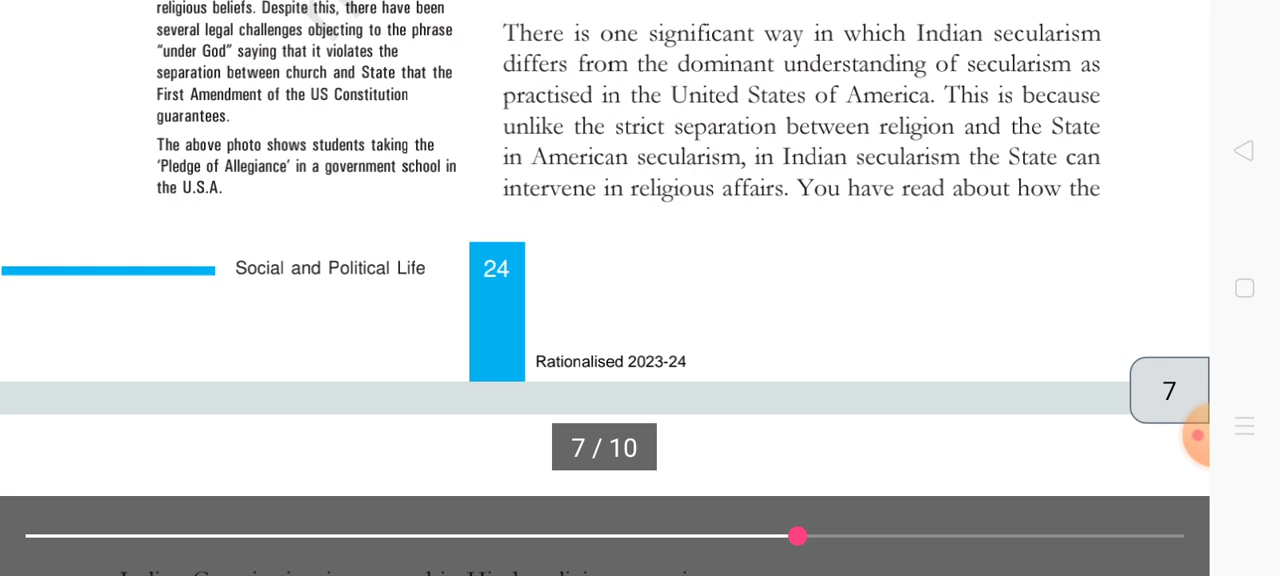 religious beliefs. Despite this, there have been
several legal challenges objecting to the phrase
“under God” saying that it violates the
separation between church and State that the
First Amendment of the US Constitution
guarantees.
The above photo shows students taking the
‘Pledge of Allegiance’ in a government school in
the U.S.A.
There is one significant way in which Indian secularism
differs from the dominant understanding of secularism as
practised in the United States of America. This is because
unlike the strict separation between religion and the State
in American secularism, in Indian secularism the State can
intervene in religious affairs. You have read about how the
Social and Political Life
24
Rationalised 2023-24
7
7 / 10